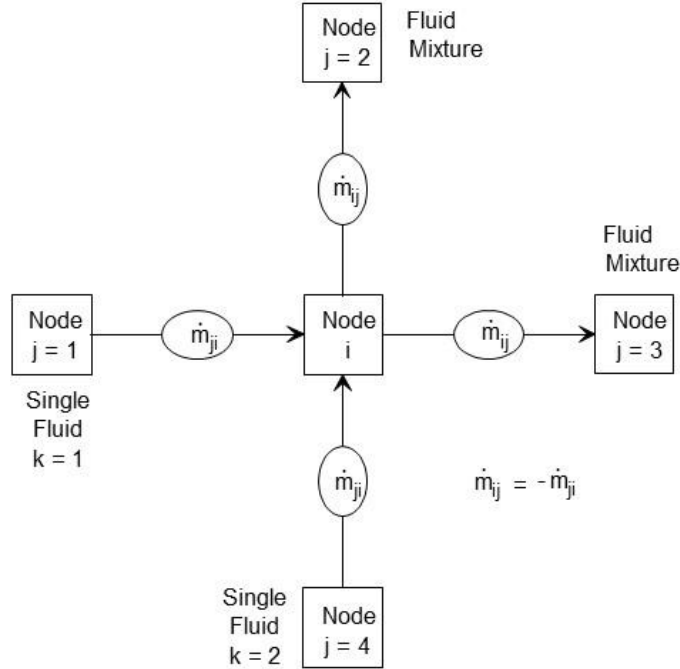 Node
j = 2
Fluid
Mixture
ṁij
Fluid
Mixture
Node
j = 1
ṁji
Node
i
ṁij
Node
j = 3
Single
Fluid
k = 1
ṁji
ṁij = -ṁji
Single
Fluid
k = 2
Node
j = 4